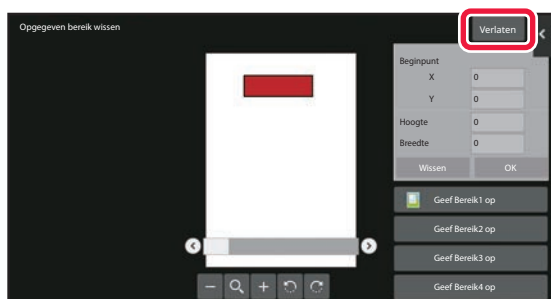 Opgegeven bereik wissen
Verlaten
Beginpunt
X 0
Y 0
Hoogte 0
Breedte 0
Wissen OK
Geef Bereik1 op
Geef Bereik2 op
Geef Bereik3 op
Geef Bereik4 op